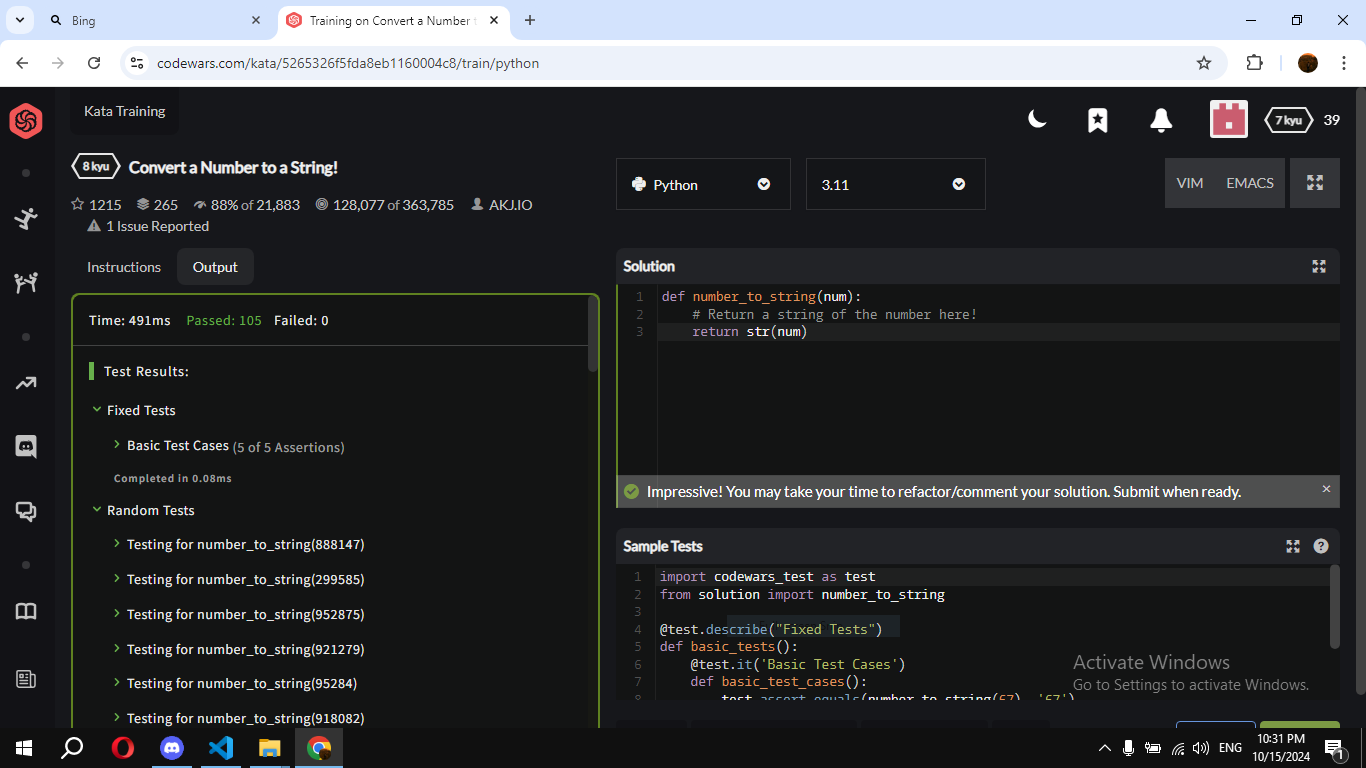 Bing
Training on Convert a Number t
codewars.com/kata/5265326f5fda8eb1160004c8/train/python
Kata Training
7 kyu 39
8 kyu Convert a Number to a String!
1215 265 88% of 21,883 128,077 of 363,785 AKJ.IO
1 Issue Reported
Python 3.11 VIM EMACS
Instructions Output
Time: 491ms Passed: 105 Failed: 0
Test Results:
Fixed Tests
Basic Test Cases (5 of 5 Assertions)
Completed in 0.08ms
Random Tests
Testing for number_to_string(888147)
Testing for number_to_string(299585)
Testing for number_to_string(952875)
Testing for number_to_string(921279)
Testing for number_to_string(95284)
Testing for number_to_string(918082)
Solution
1 def number_to_string(num):
2 # Return a string of the number here!
3 return str(num)
Impressive! You may take your time to refactor/comment your solution. Submit when ready.
Sample Tests
1 import codewars_test as test
2 from solution import number_to_string
3
4 @test.describe("Fixed Tests")
5 def basic_tests():
6 @test.it('Basic Test Cases')
7 def basic_test_cases():
8 test.assert_equals(number_to_string(67), '67')
Activate Windows
Go to Settings to activate Windows.
ENG
10:31 PM
10/15/2024
1